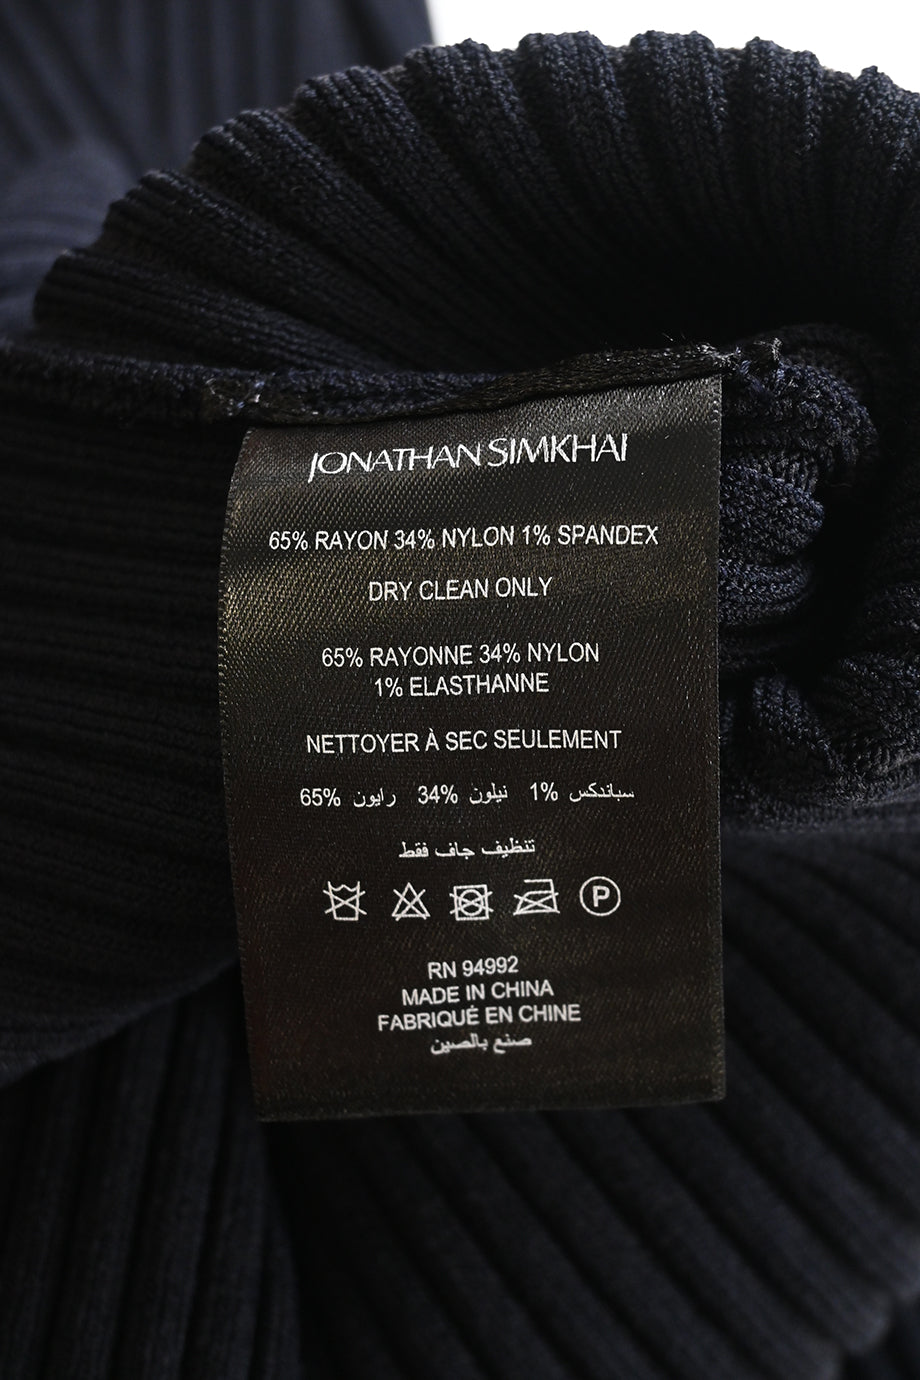 JONATHAN SIMKHAI
65% RAYON 34% NYLON 1% SPANDEX
DRY CLEAN ONLY
65% RAYONNE 34% NYLON
1% ELASTHANNE
NETTOYER À SEC SEULEMENT
65% رايون 34% نيلون 1% سباندكس
تنظيف جاف فقط
P
RN 94992
MADE IN CHINA
FABRIQUÉ EN CHINE
صنع بالصين